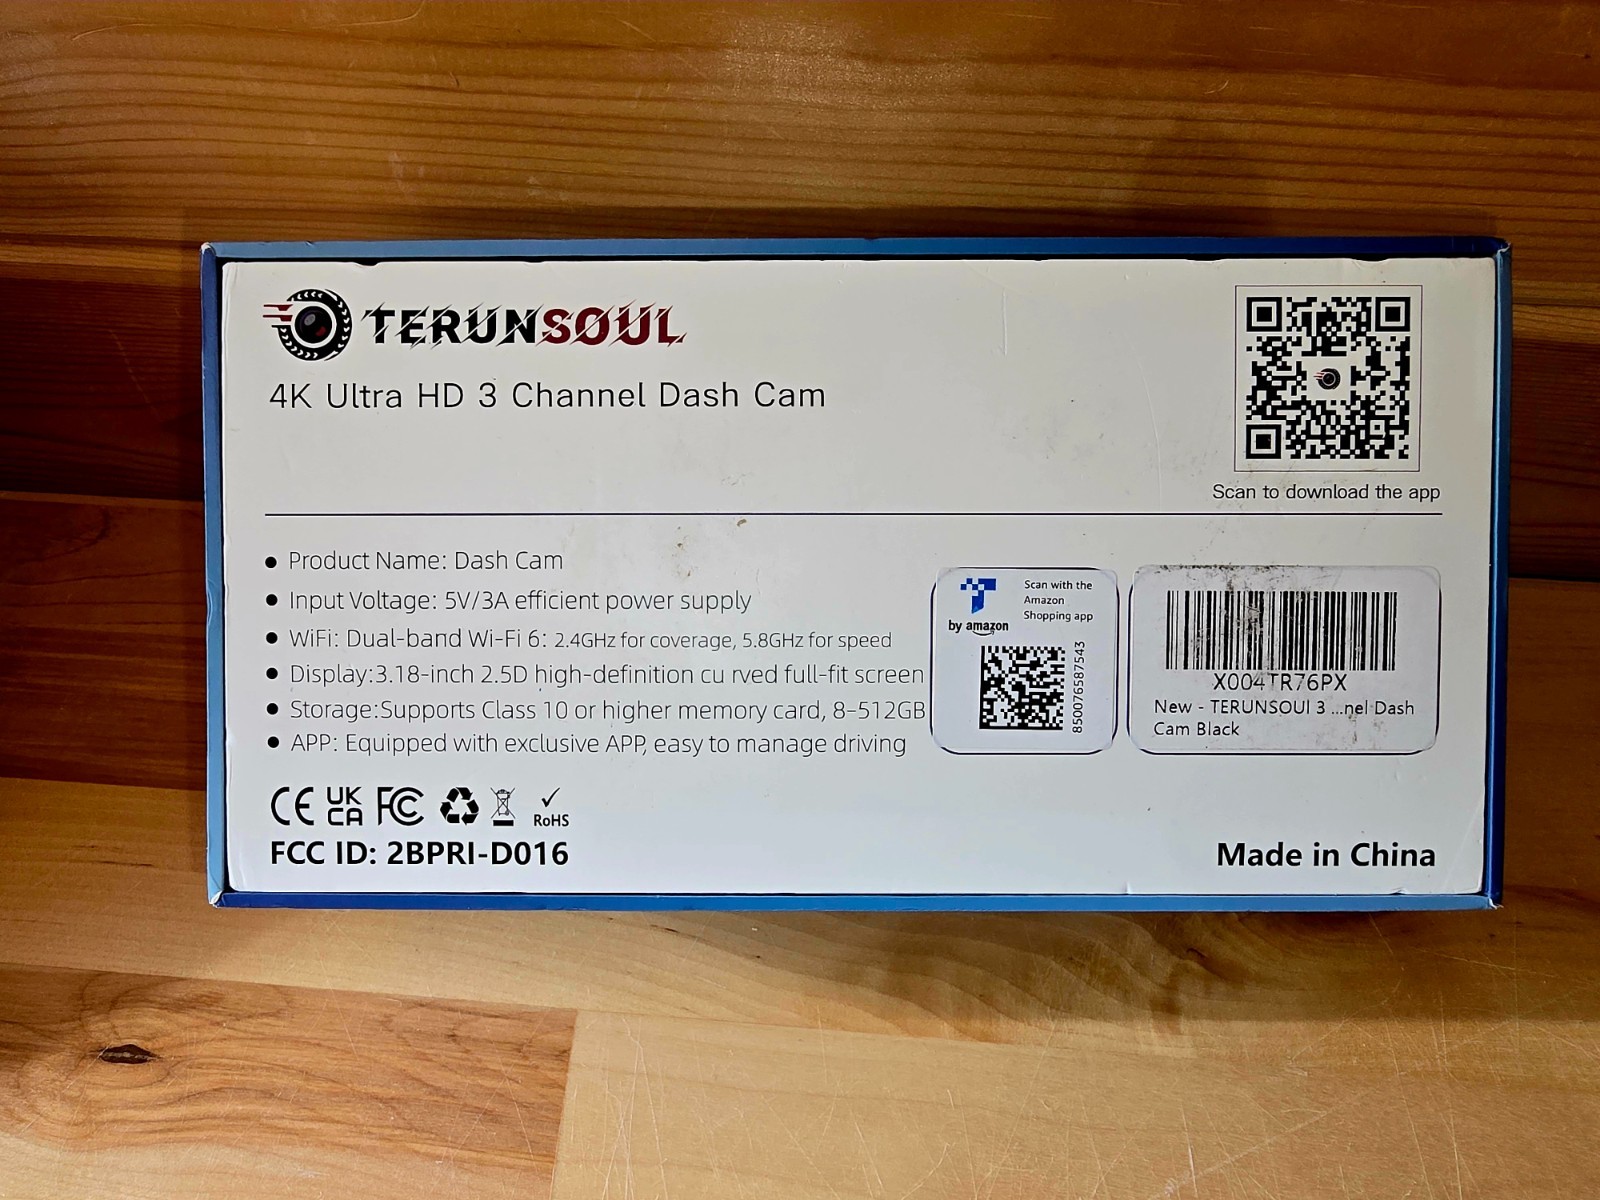 TERUNSOUL
4K Ultra HD 3 Channel Dash Cam
Scan to download the app
● Product Name: Dash Cam
● Input Voltage: 5V/3A efficient power supply
● WiFi: Dual-band Wi-Fi 6: 2.4GHz for coverage, 5.8GHz for speed
● Display:3.18-inch 2.5D high-definition cu rved full-fit screen
● Storage:Supports Class 10 or higher memory card, 8-512GB
● APP: Equipped with exclusive APP, easy to manage driving
T
by amazon
Scan with the
Amazon
Shopping app
850076587543
X004TR76PX
New - TERUNSOUl 3 ...nel Dash
Cam Black
CE UK CA FC RoHS
FCC ID: 2BPRI-D016
Made in China